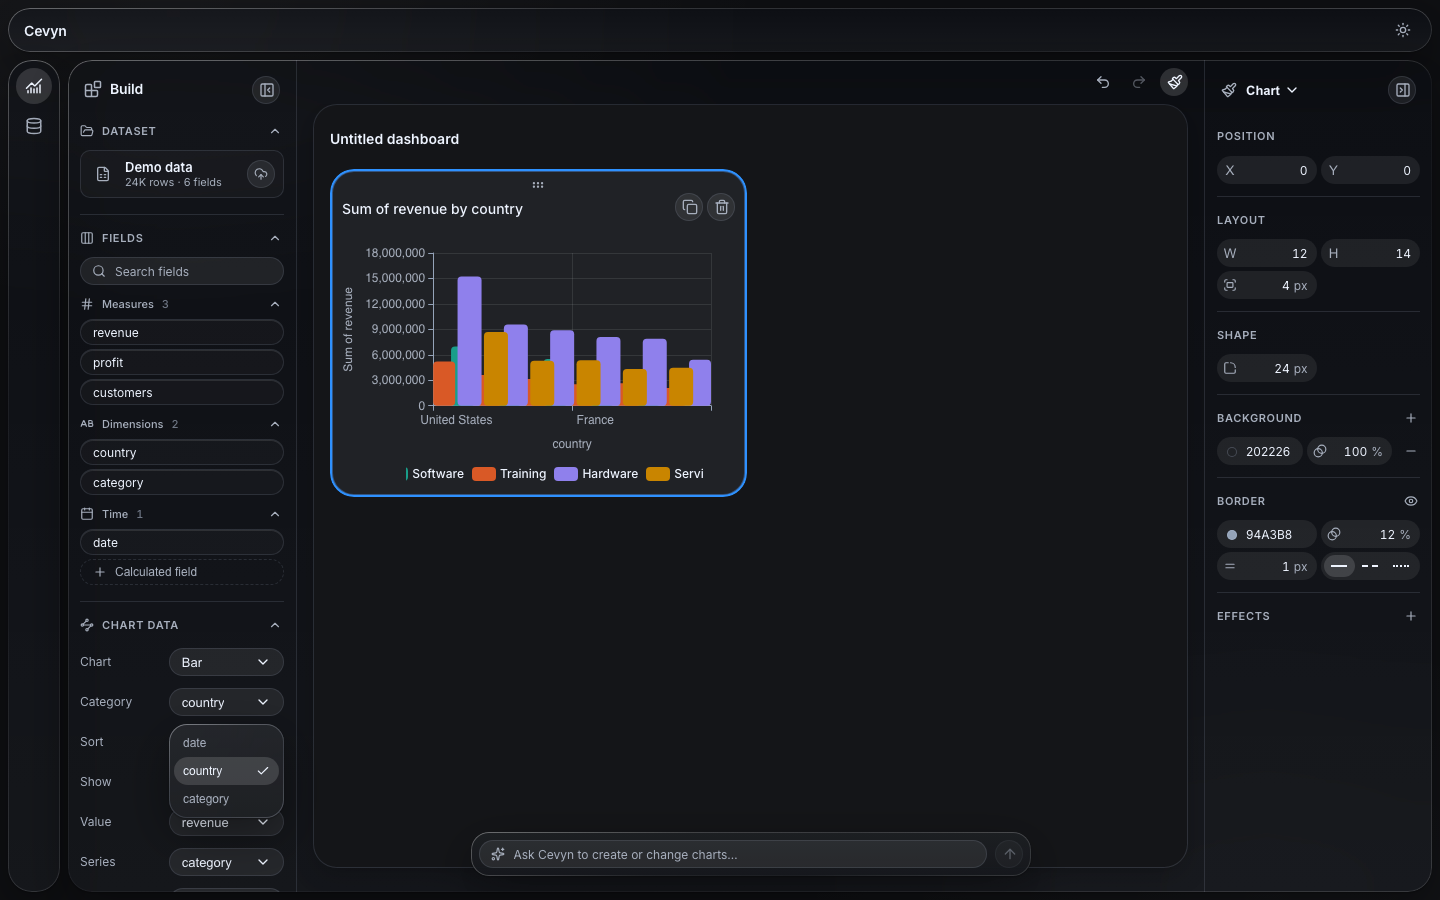 Cevyn
Build
DATASET
Demo data
24K rows · 6 fields
FIELDS
Search fields
Measures 3
revenue
profit
customers
AB Dimensions 2
country
category
Time 1
date
Calculated field
CHART DATA
Chart Bar
Category country
Sort
date
country
Show
category
Value revenue
Series category
Untitled dashboard
Sum of revenue by country
18,000,000
15,000,000
12,000,000
9,000,000
6,000,000
3,000,000
0
Sum of revenue
United States France
country
Software Training Hardware Servi
Ask Cevyn to create or change charts...
Chart
POSITION
X 0 Y 0
LAYOUT
W 12 H 14
4 px
SHAPE
24 px
BACKGROUND
202226 100 %
BORDER
94A3B8 12 %
1 px
EFFECTS